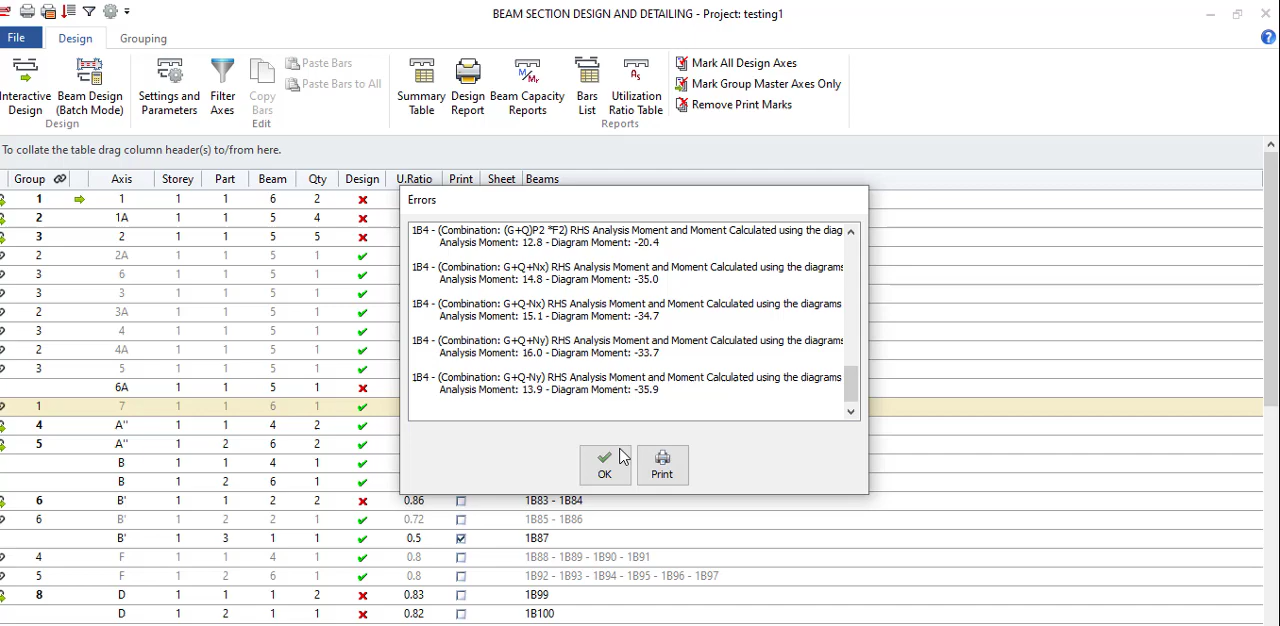 BEAM SECTION DESIGN AND DETAILING - Project: testing1
File Design Grouping
Interactive Design
Beam Design (Batch Mode)
Design
Settings and Parameters
Filter Axes
Copy Bars
Paste Bars
Paste Bars to All
Edit
Summary Table
Design Report
Beam Capacity Reports
Bars List
Utilization Ratio Table
Reports
Mark All Design Axes
Mark Group Master Axes Only
Remove Print Marks
To collate the table drag column header(s) to/from here.
Group Axis Storey Part Beam Qty Design U.Ratio Print Sheet Beams
1 1 1 1 6 2
2 1A 1 1 5 4
3 2 1 1 5 5
2 2A 1 1 5 1
3 6 1 1 5 1
3 3 1 1 5 1
2 3A 1 1 5 1
3 4 1 1 5 1
2 4A 1 1 5 1
3 5 1 1 5 1
6A 1 1 5 1
1 7 1 1 6 1
4 A" 1 1 4 2
5 A" 1 2 6 2
B 1 1 4 1
B 1 2 6 1
6 B' 1 1 2 2 0.86 1B83 - 1B84
6 B' 1 2 2 1 0.72 1B85 - 1B86
B' 1 3 1 1 0.5 1B87
4 F 1 1 4 1 0.8 1B88 - 1B89 - 1B90 - 1B91
5 F 1 2 6 1 0.8 1B92 - 1B93 - 1B94 - 1B95 - 1B96 - 1B97
8 D 1 1 1 2 0.83 1B99
D 1 2 1 1 0.82 1B100
Errors
1B4 - (Combination: (G+Q)P2 *F2) RHS Analysis Moment and Moment Calculated using the diag
Analysis Moment: 12.8 - Diagram Moment: -20.4
1B4 - (Combination: G+Q+Nx) RHS Analysis Moment and Moment Calculated using the diagrams
Analysis Moment: 14.8 - Diagram Moment: -35.0
1B4 - (Combination: G+Q-Nx) RHS Analysis Moment and Moment Calculated using the diagrams
Analysis Moment: 15.1 - Diagram Moment: -34.7
1B4 - (Combination: G+Q+Ny) RHS Analysis Moment and Moment Calculated using the diagrams
Analysis Moment: 16.0 - Diagram Moment: -33.7
1B4 - (Combination: G+Q-Ny) RHS Analysis Moment and Moment Calculated using the diagrams
Analysis Moment: 13.9 - Diagram Moment: -35.9
OK
Print